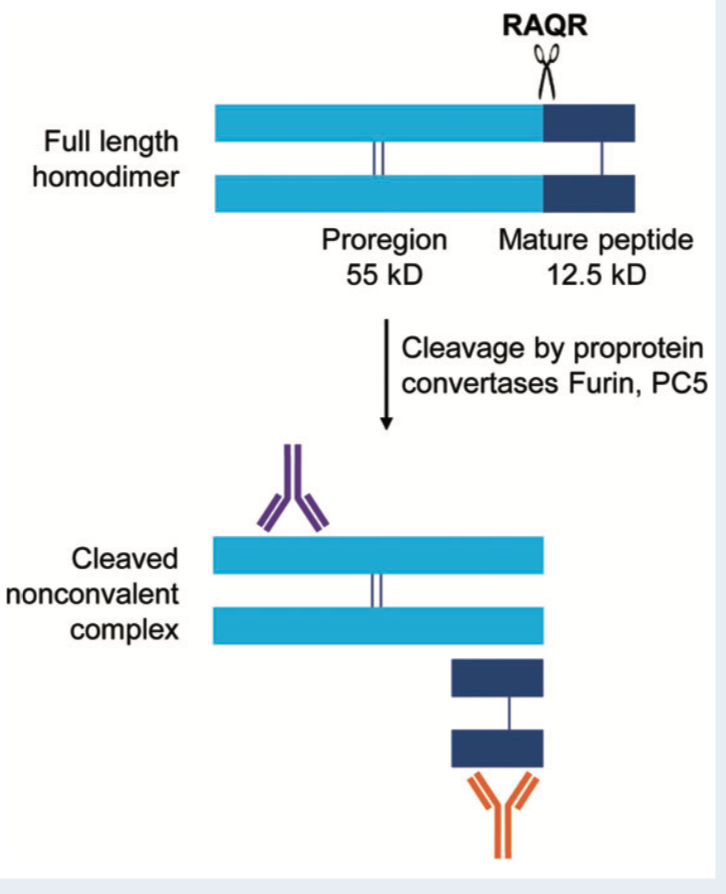 RAQR
Full length
homodimer
Proregion
55 kD
Mature peptide
12.5 kD
Cleavage by proprotein
convertases Furin, PC5
Cleaved
nonconvalent
complex